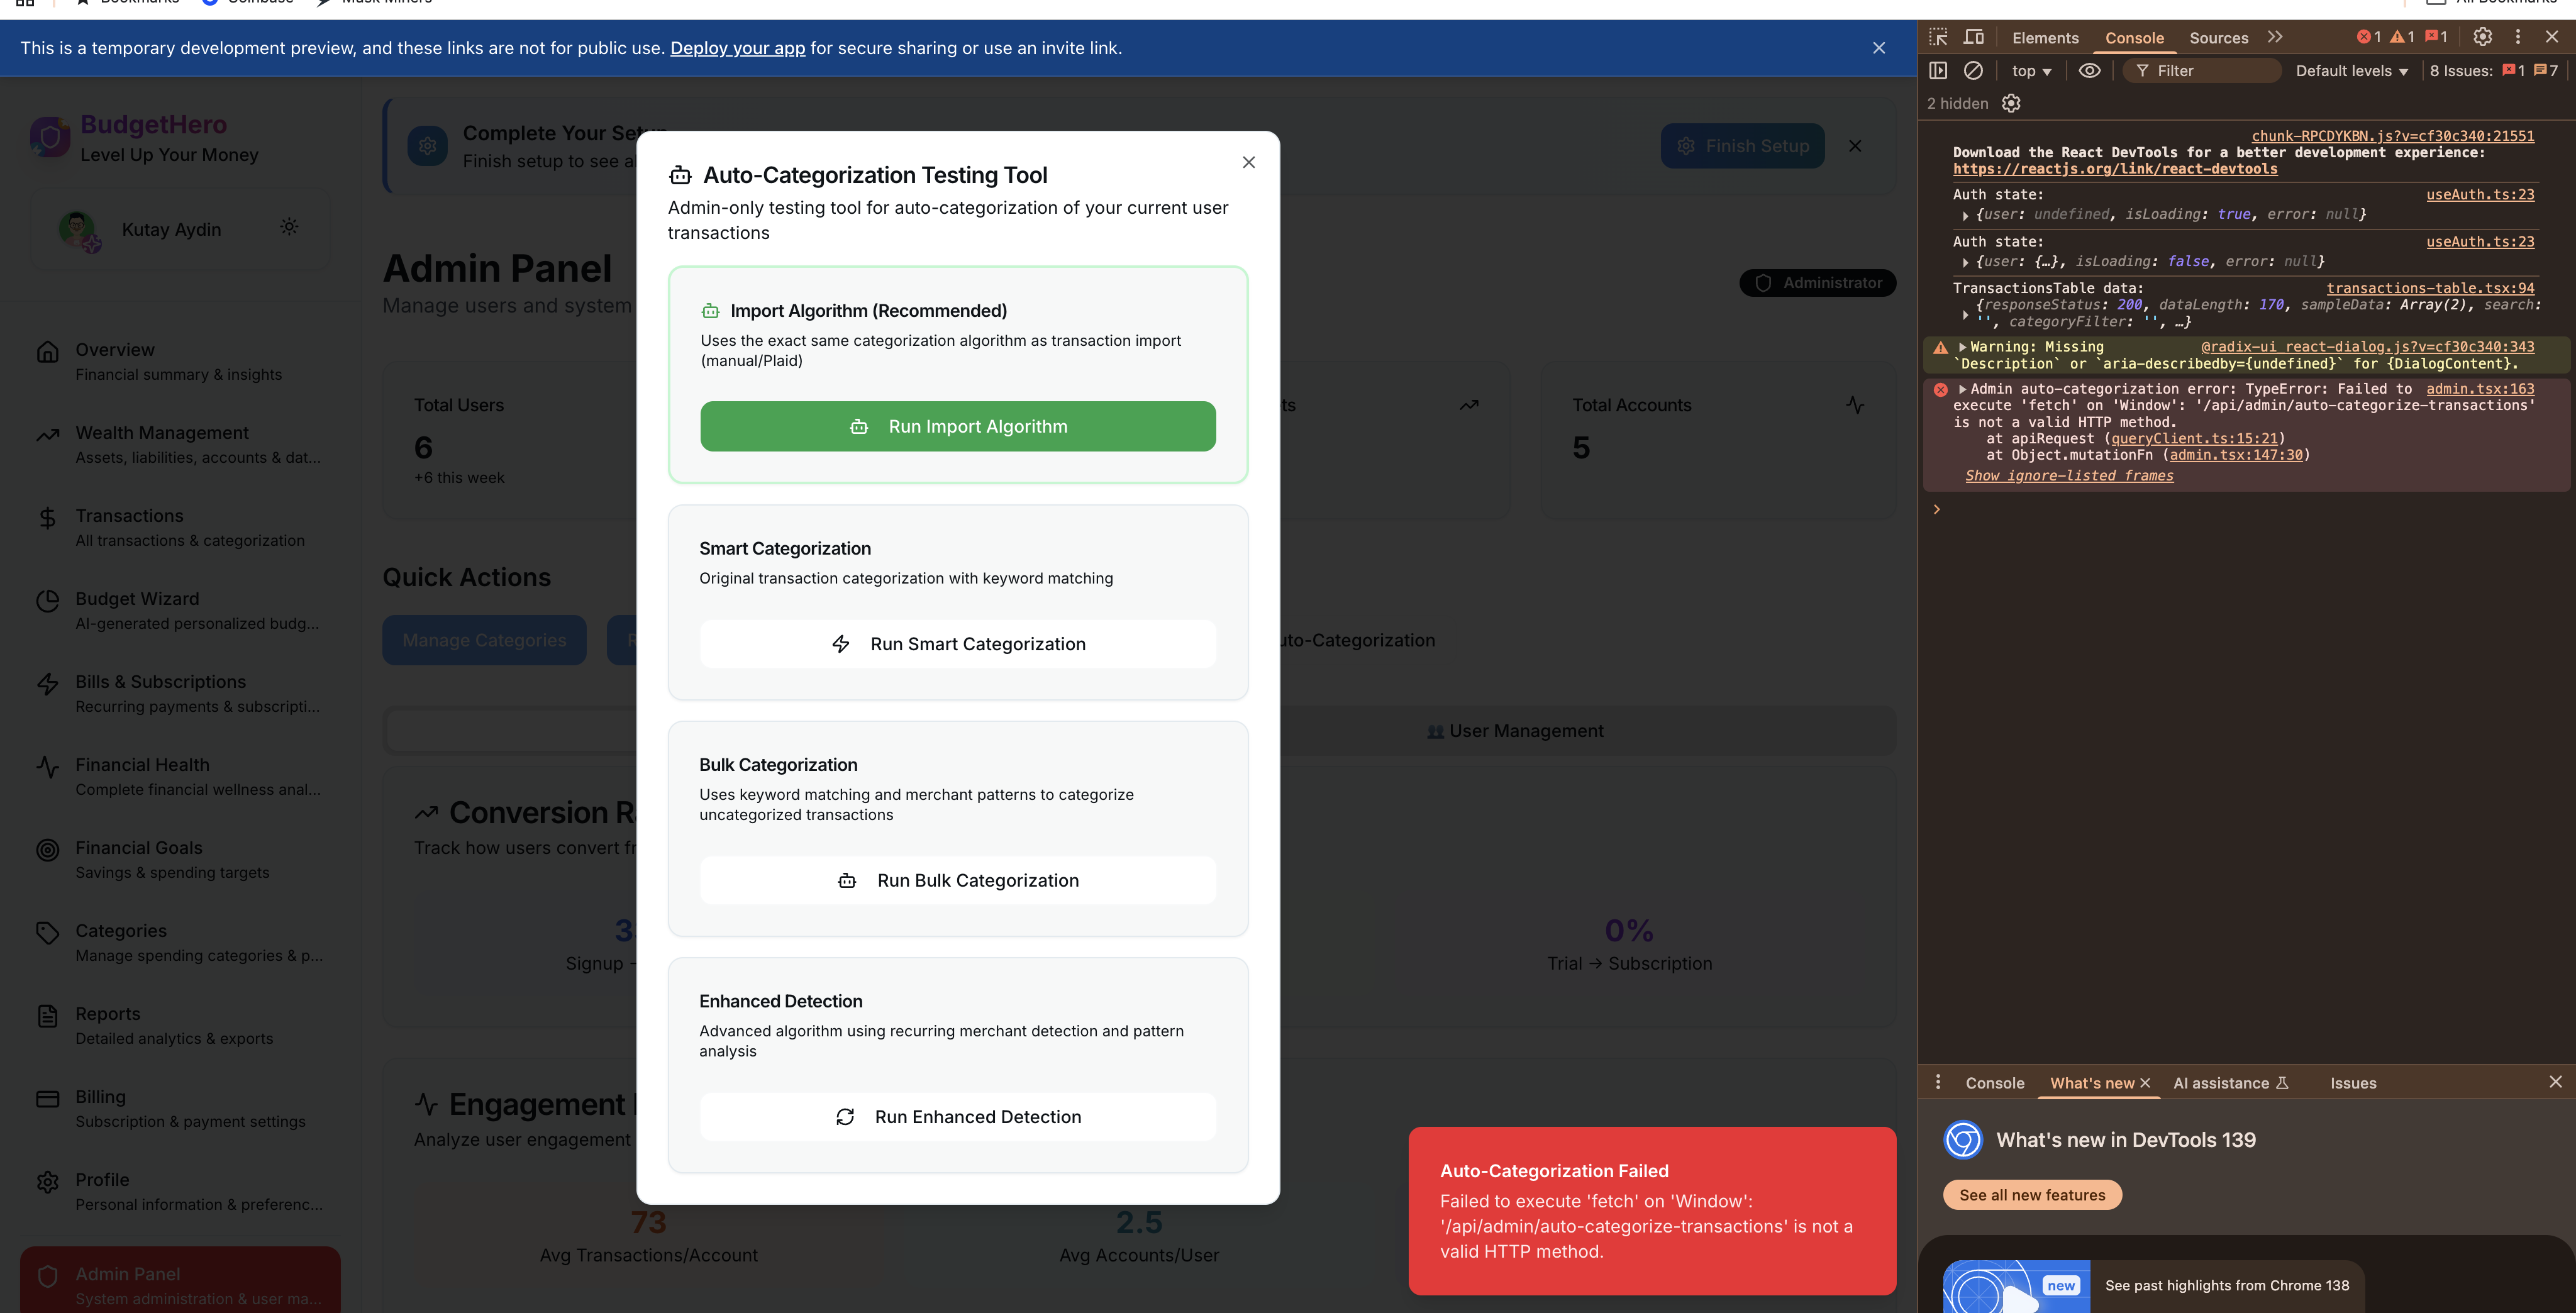 Bookmarks
Coinbase
Musk Miners
All Bookmarks
This is a temporary development preview, and these links are not for public use. Deploy your app for secure sharing or use an invite link.
BudgetHero
Level Up Your Money
Kutay Aydin
Overview
Financial summary & insights
Wealth Management
Assets, liabilities, accounts & dat...
Transactions
All transactions & categorization
Budget Wizard
AI-generated personalized budg...
Bills & Subscriptions
Recurring payments & subscripti...
Financial Health
Complete financial wellness anal...
Financial Goals
Savings & spending targets
Categories
Manage spending categories & p...
Reports
Detailed analytics & exports
Billing
Subscription & payment settings
Profile
Personal information & preferenc...
Admin Panel
System administration & user ma...
Complete Your Setup
Finish setup to see al
Finish Setup
Admin Panel
Manage users and system
Administrator
Total Users
6
+6 this week
ts
Total Accounts
5
Quick Actions
Manage Categories
R
uto-Categorization
User Management
Conversion R
Track how users convert fr
3
Signup →
0%
Trial → Subscription
Engagement
Analyze user engagement
73
Avg Transactions/Account
2.5
Avg Accounts/User
Auto-Categorization Testing Tool
Admin-only testing tool for auto-categorization of your current user
transactions
Import Algorithm (Recommended)
Uses the exact same categorization algorithm as transaction import
(manual/Plaid)
Run Import Algorithm
Smart Categorization
Original transaction categorization with keyword matching
Run Smart Categorization
Bulk Categorization
Uses keyword matching and merchant patterns to categorize
uncategorized transactions
Run Bulk Categorization
Enhanced Detection
Advanced algorithm using recurring merchant detection and pattern
analysis
Run Enhanced Detection
Auto-Categorization Failed
Failed to execute 'fetch' on 'Window':
'/api/admin/auto-categorize-transactions' is not a
valid HTTP method.
Elements Console Sources 1 1 1
top Filter Default levels 8 Issues: 1 7
2 hidden
chunk-RPCDYKBN.js?v=cf30c340:21551
Download the React DevTools for a better development experience:
https://reactjs.org/link/react-devtools
Auth state: useAuth.ts:23
{user: undefined, isLoading: true, error: null}
Auth state: useAuth.ts:23
{user: {…}, isLoading: false, error: null}
TransactionsTable data: transactions-table.tsx:94
{responseStatus: 200, dataLength: 170, sampleData: Array(2), search:
'', categoryFilter: '', …}
Warning: Missing @radix-ui_react-dialog.js?v=cf30c340:343
`Description` or `aria-describedby={undefined}` for {DialogContent}.
Admin auto-categorization error: TypeError: Failed to admin.tsx:163
execute 'fetch' on 'Window': '/api/admin/auto-categorize-transactions'
is not a valid HTTP method.
at apiRequest (queryClient.ts:15:21)
at Object.mutationFn (admin.tsx:147:30)
Show ignore-listed frames
Console What's new AI assistance Issues
What's new in DevTools 139
See all new features
new
See past highlights from Chrome 138